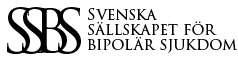 SSBS
SVENSKA
SÄLLSKAPET FÖR
BIPOLÄR SJUKDOM